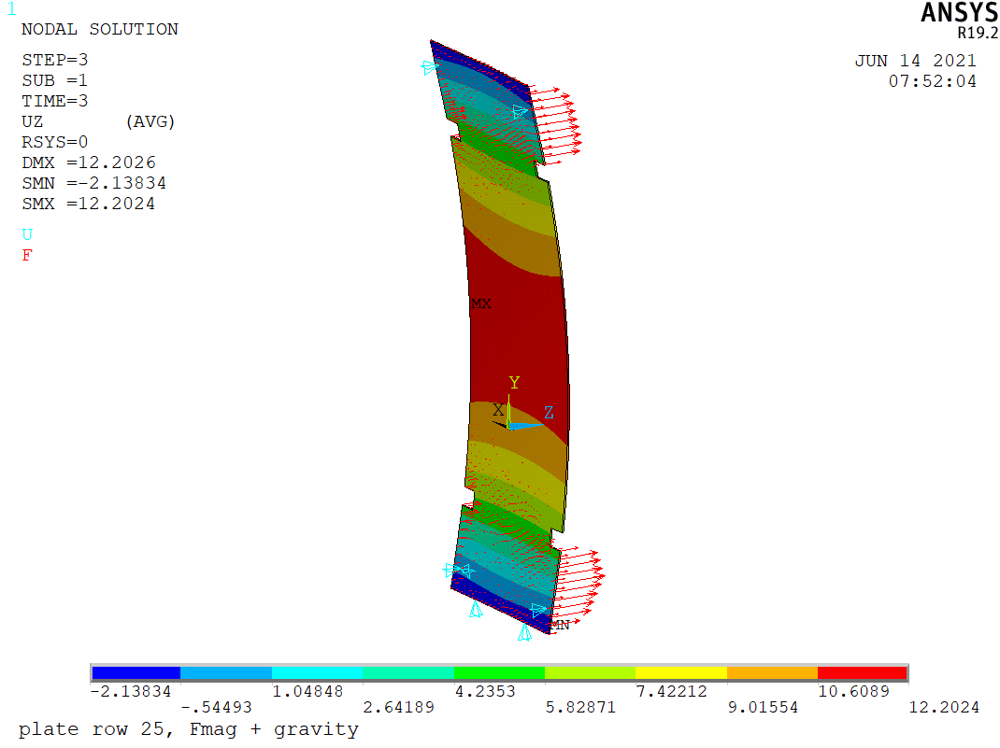 1
NODAL SOLUTION
STEP=3
SUB =1
TIME=3
UZ (AVG)
RSYS=0
DMX =12.2026
SMN =-2.13834
SMX =12.2024
U
F
ANSYS
R19.2
JUN 14 2021
07:52:04
MX
Y
X
Z
MN
-2.13834
-.54493
1.04848
2.64189
4.2353
5.82871
7.42212
9.01554
10.6089
12.2024
plate row 25, Fmag + gravity